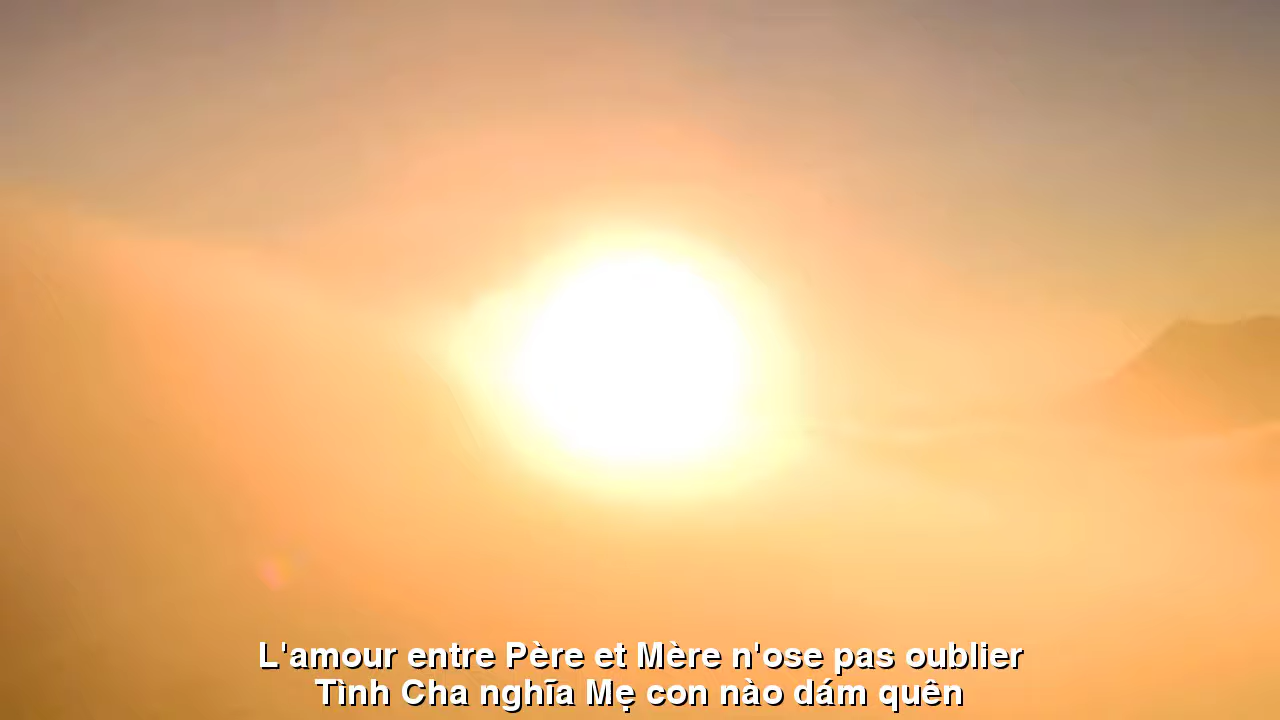 L'amour entre Père et Mère n'ose pas oublier
Tình Cha nghĩa Mẹ con nào dám quên